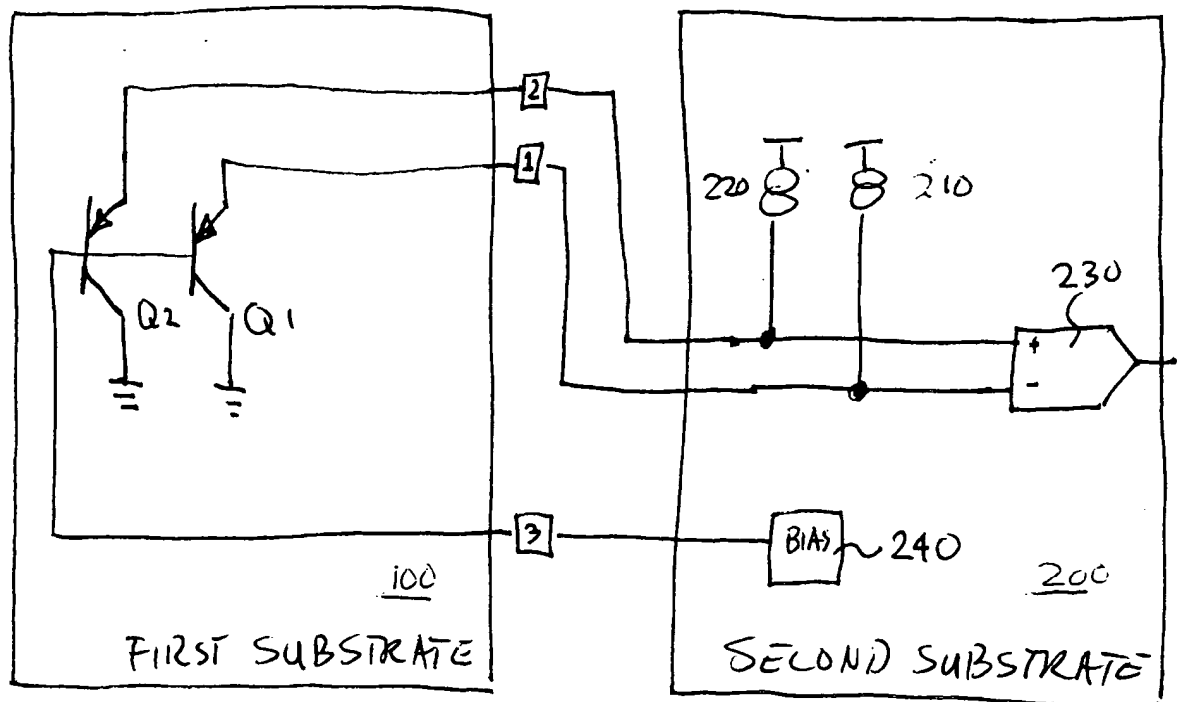 2
1
220
210
230
+
-
Q2
Q1
3
BIAS
240
100
200
FIRST SUBSTRATE
SECOND SUBSTRATE